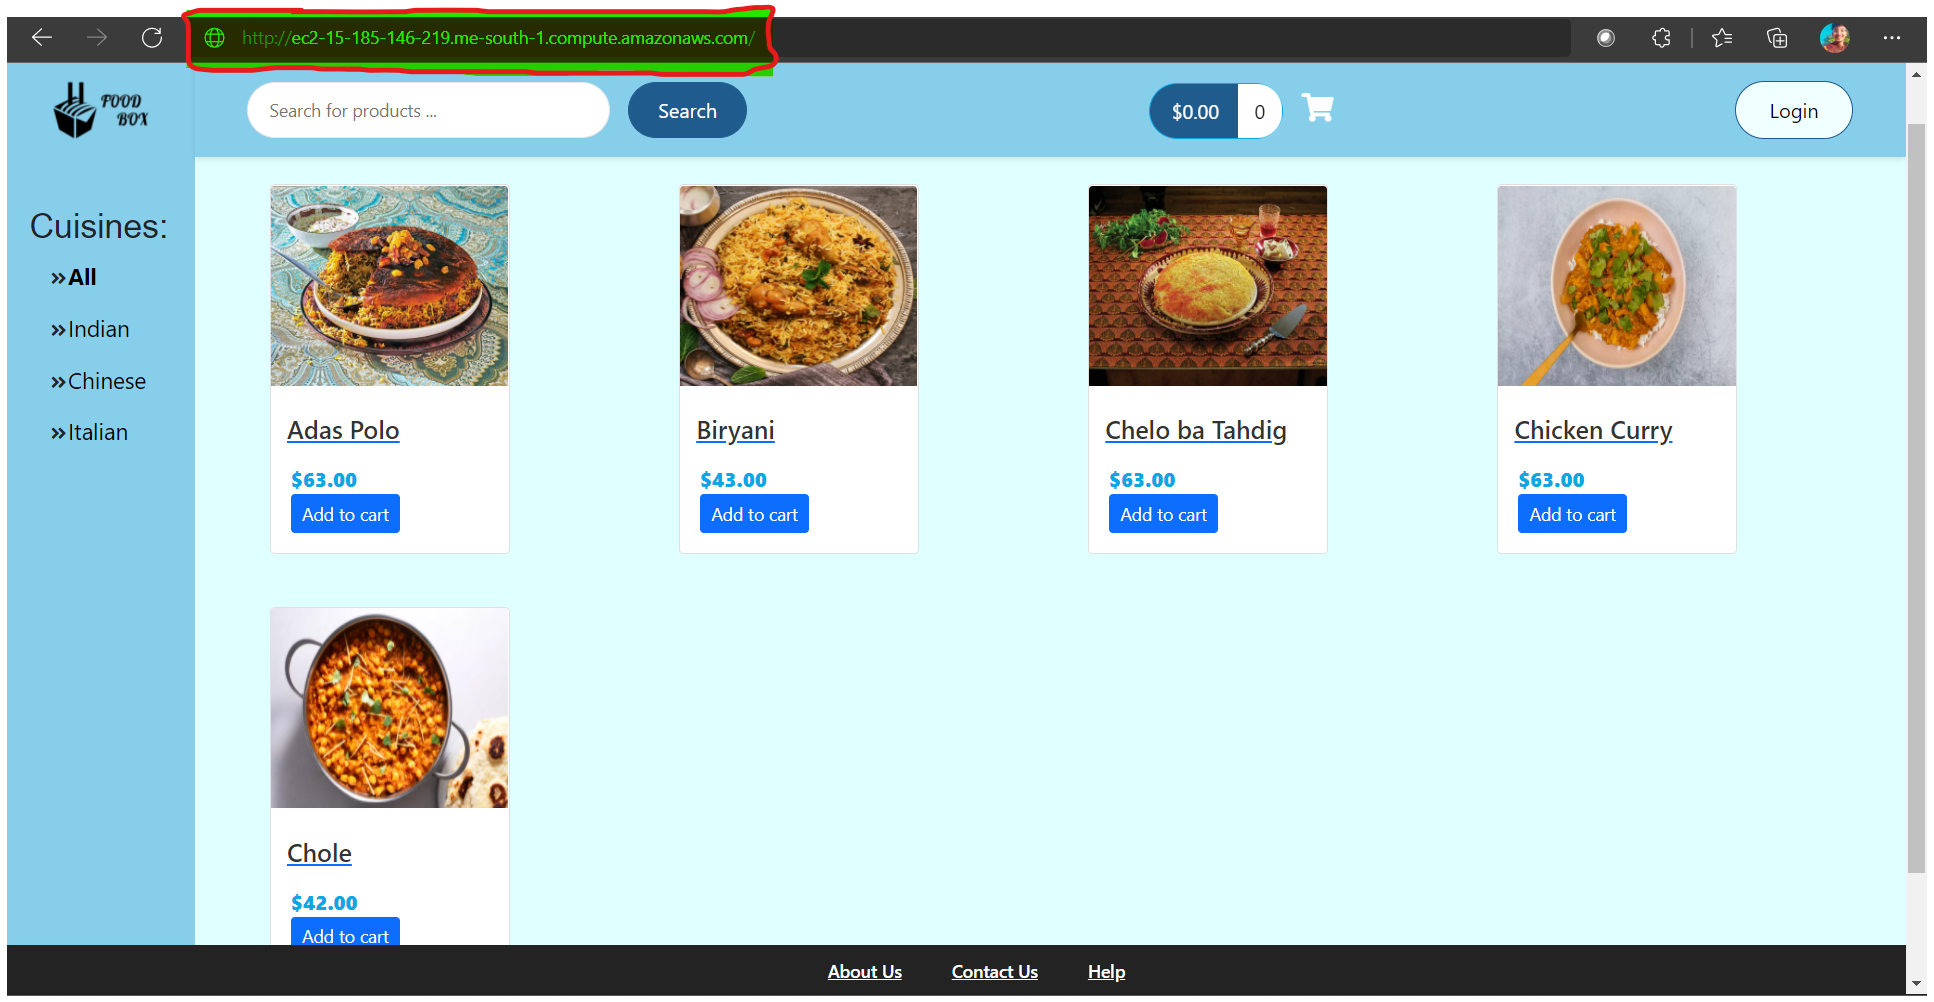 http://ec2-15-185-146-219.me-south-1.compute.amazonaws.com/
FOOD
BOX
Search for products ...
Search
$0.00
0
Login
Cuisines:
»All
»Indian
»Chinese
»Italian
Adas Polo
$63.00
Add to cart
Biryani
$43.00
Add to cart
Chelo ba Tahdig
$63.00
Add to cart
Chicken Curry
$63.00
Add to cart
Chole
$42.00
Add to cart
About Us
Contact Us
Help